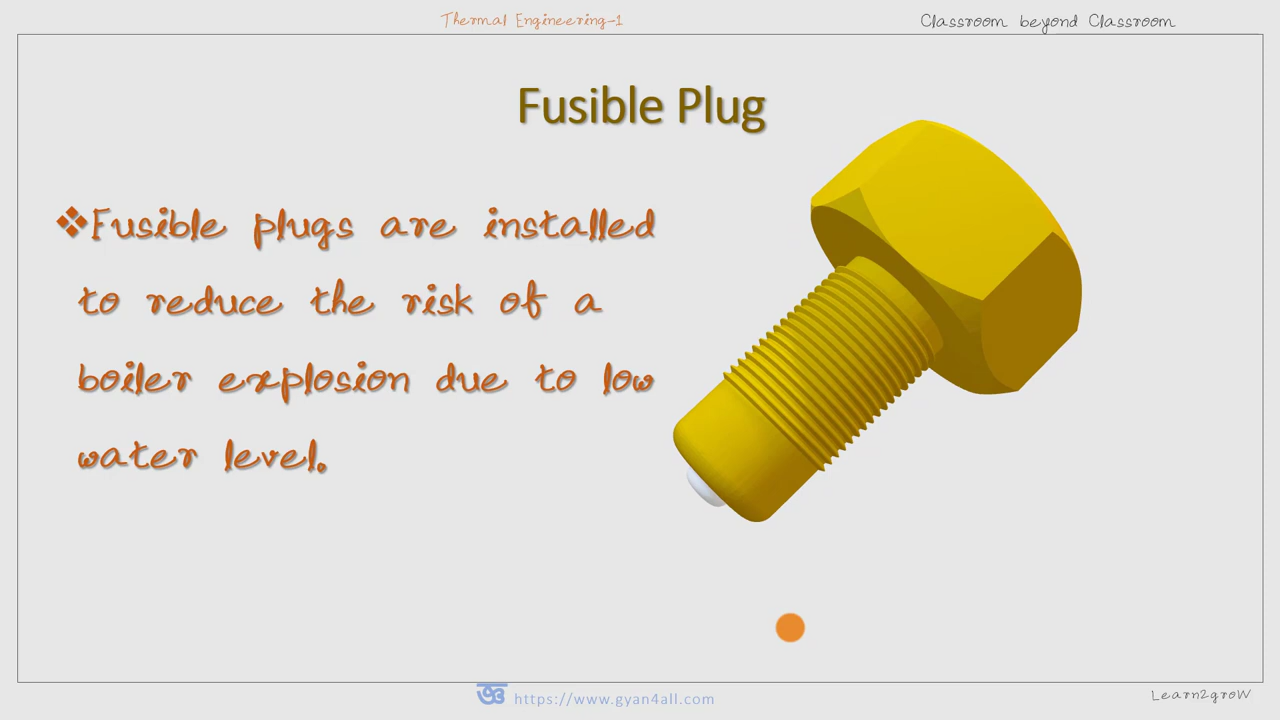 Thermal Engineering-1
Classroom beyond Classroom
Fusible Plug
❖Fusible plugs are installed
to reduce the risk of a
boiler explosion due to low
water level.
https://www.gyan4all.com
Learn2groW